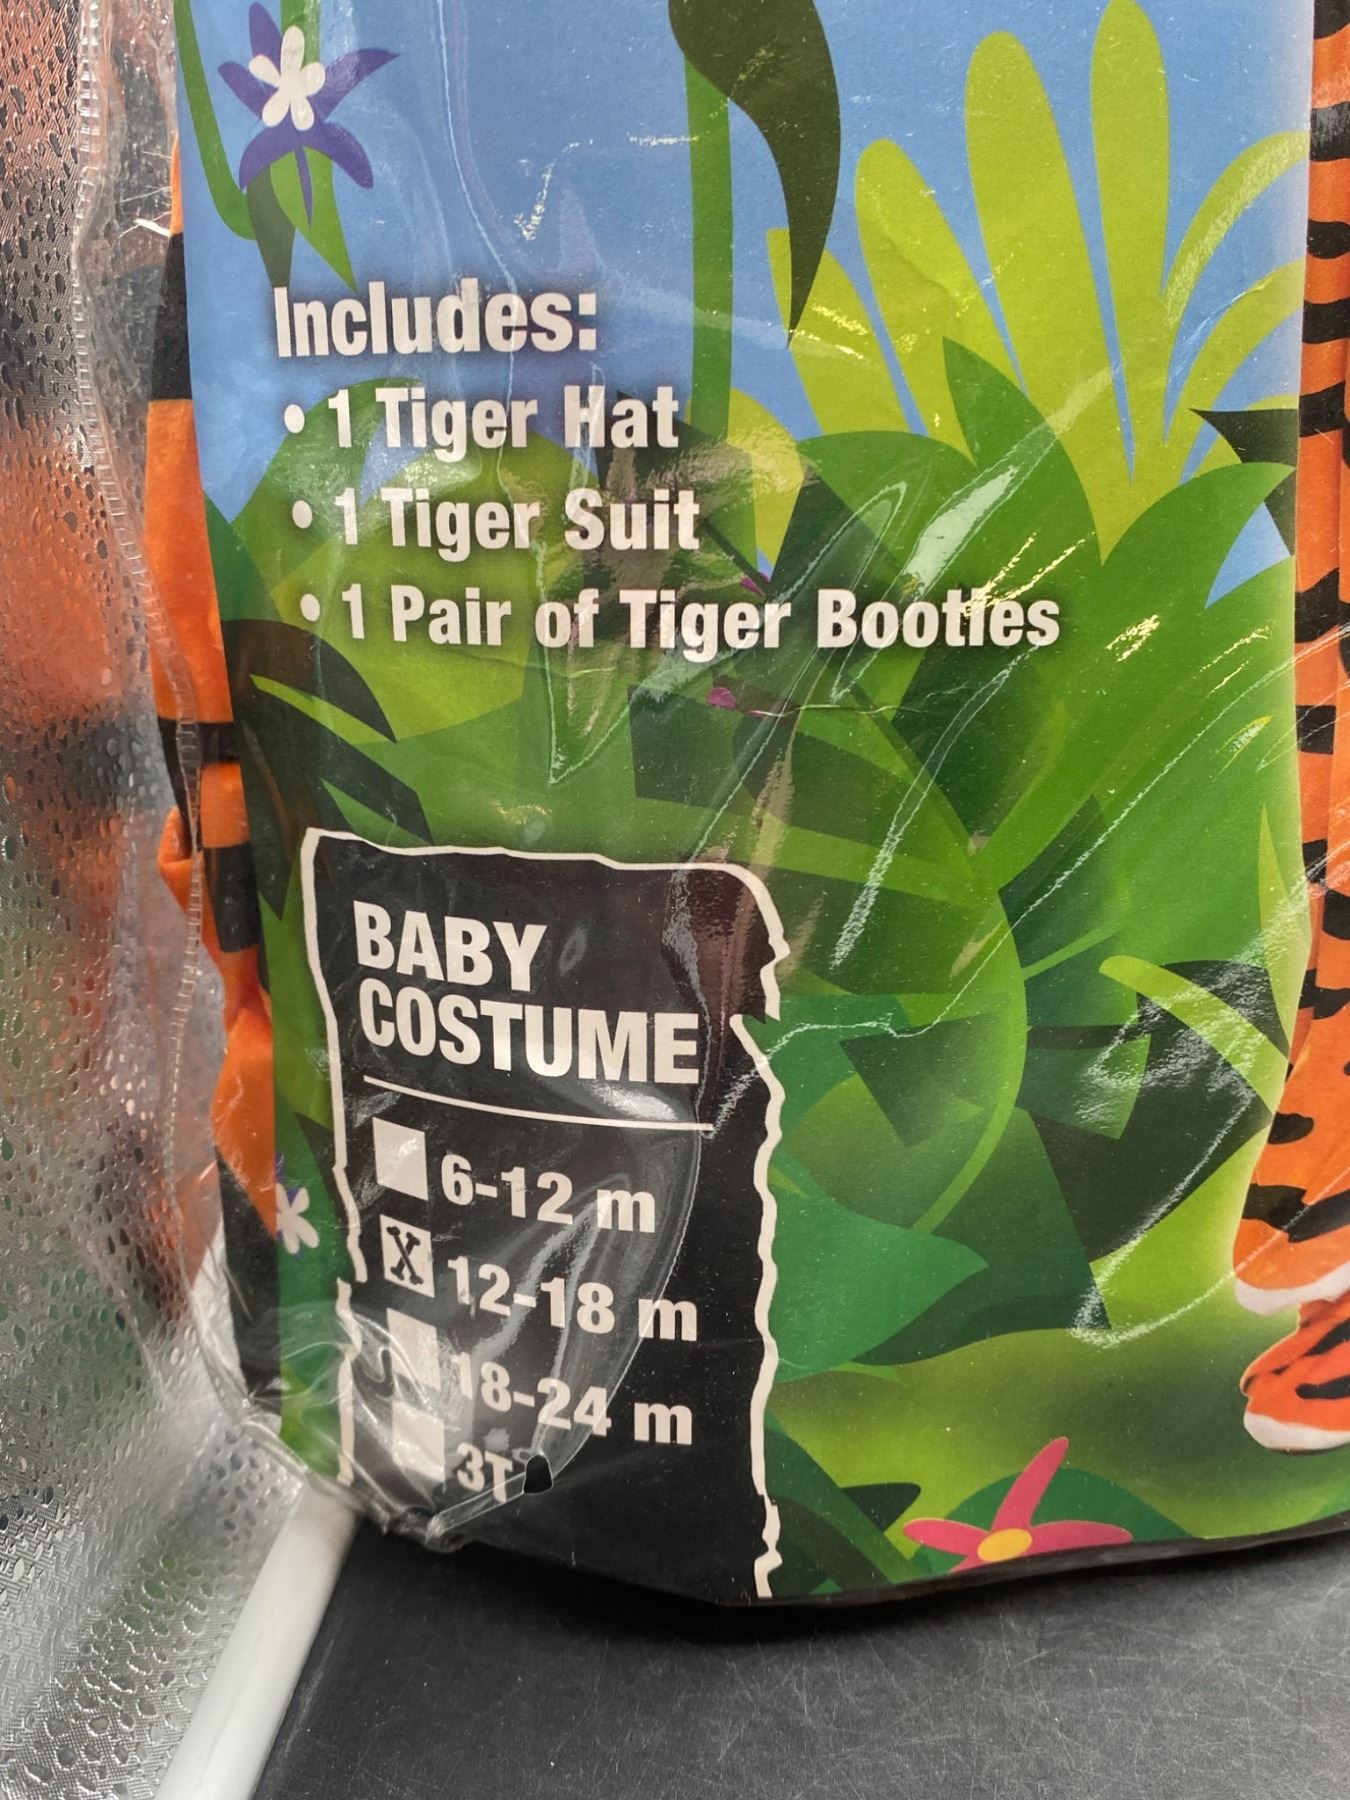 Includes:
• 1 Tiger Hat
• 1 Tiger Suit
• 1 Pair of Tiger Booties
BABY
COSTUME
6-12 m
X 12-18 m
18-24 m
3T